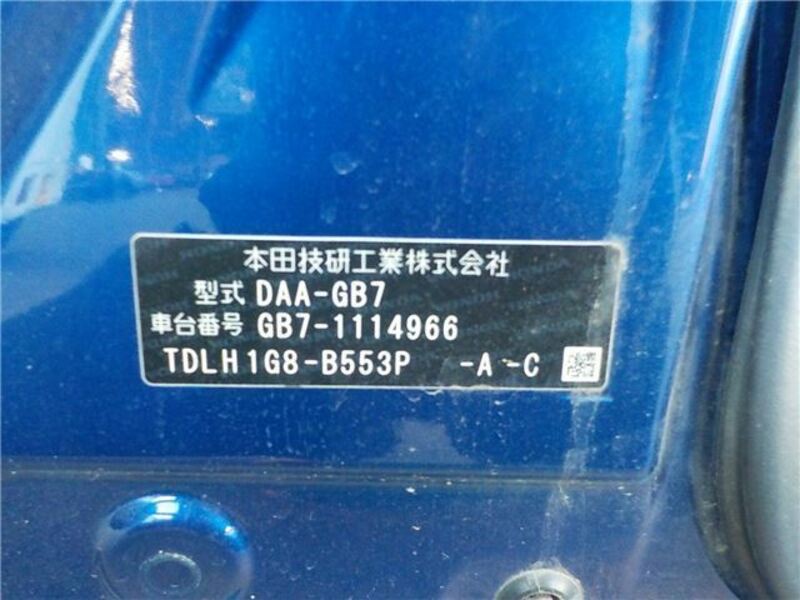 本田技研工業株式会社
型式 DAA-GB7
車台番号 GB7-1114966
TDLH1G8-B553P -A -C